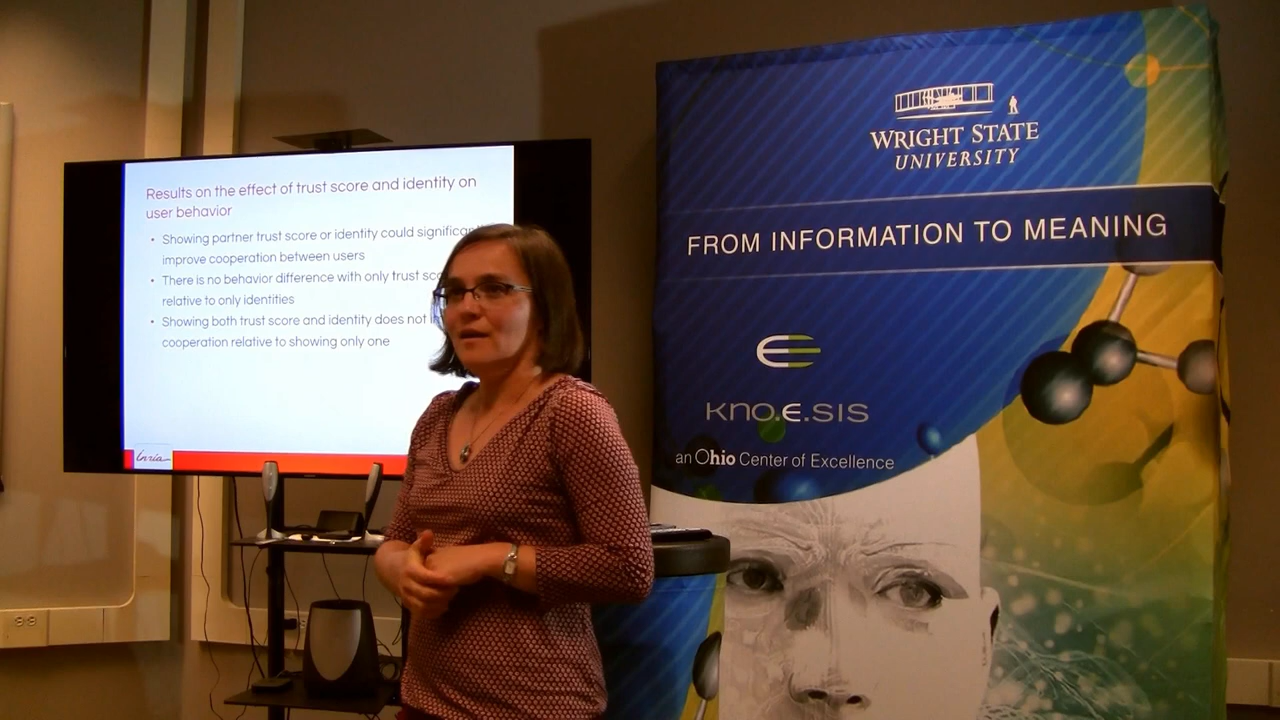 Results on the effect of trust score and identity on
user behavior
• Showing partner trust score or identity could
improve cooperation between users
• There is no behavior difference with only trust
relative to only identities
• Showing both trust score and identity does not
cooperation relative to showing only one
Inria
WRIGHT STATE
UNIVERSITY
FROM INFORMATION TO MEANING
KNO.E.SIS
an Ohio Center of Excellence